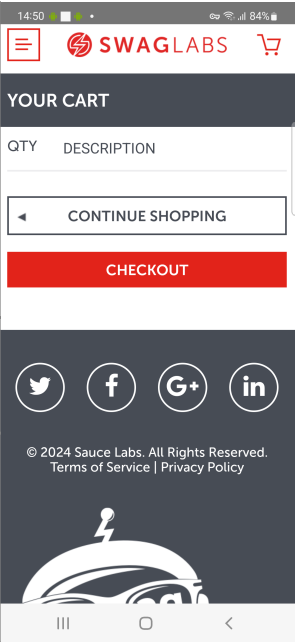 14:50 84%
SWAGLABS
YOUR CART
QTY DESCRIPTION
CONTINUE SHOPPING
CHECKOUT
G+ in
© 2024 Sauce Labs. All Rights Reserved.
Terms of Service | Privacy Policy